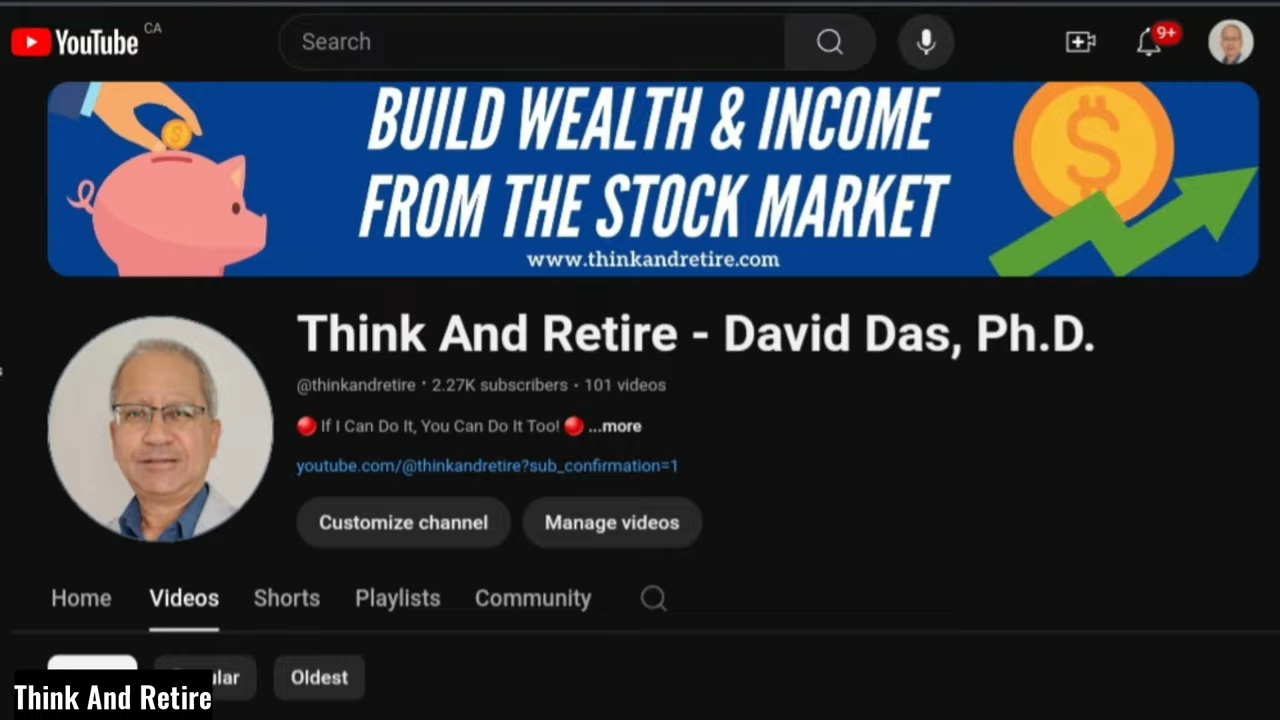 YouTube CA
Search
9+
BUILD WEALTH & INCOME
FROM THE STOCK MARKET
www.thinkandretire.com
Think And Retire - David Das, Ph.D.
@thinkandretire • 2.27K subscribers • 101 videos
🔴 If I Can Do It, You Can Do It Too! 🔴 ...more
youtube.com/@thinkandretire?sub_confirmation=1
Customize channel Manage videos
Home Videos Shorts Playlists Community
Oldest
Think And Retire